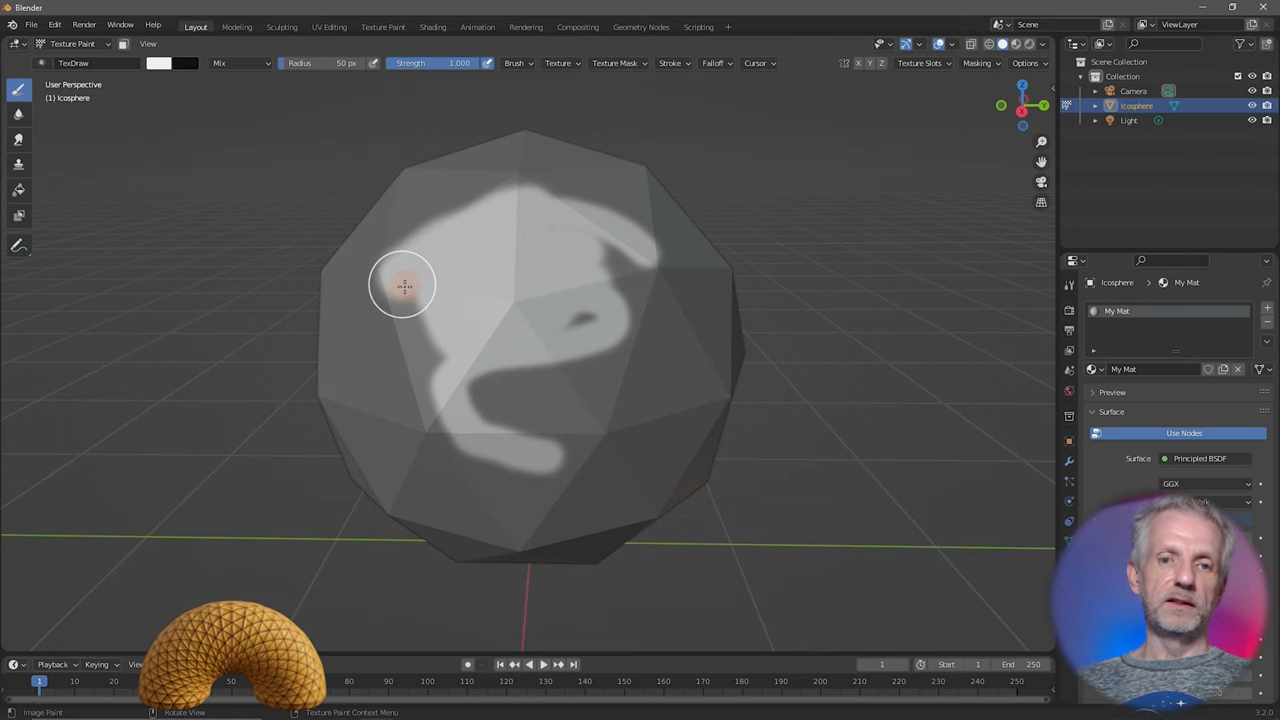 Blender
File Edit Render Window Help Layout Modeling Sculpting UV Editing Texture Paint Shading Animation Rendering Compositing Geometry Nodes Scripting + Scene ViewLayer
Texture Paint View
TexDraw Mix Radius 50 px Strength 1.000 Brush Texture Texture Mask Stroke Falloff Cursor X Y Z Texture Slots Masking Options
User Perspective
(1) Icosphere
Z
Y
X
Scene Collection
Collection
Camera
Icosphere
Light
Icosphere > My Mat
My Mat
My Mat
Preview
Surface
Use Nodes
Surface Principled BSDF
GGX
Playback Keying 1 Start 1 End 250
1 10 20 30 50 80 90 100 110 120 130 140 150 160 170 180 190 200 210 220 230 240 250
Image Paint Rotate View Texture Paint Context Menu 3.2.0